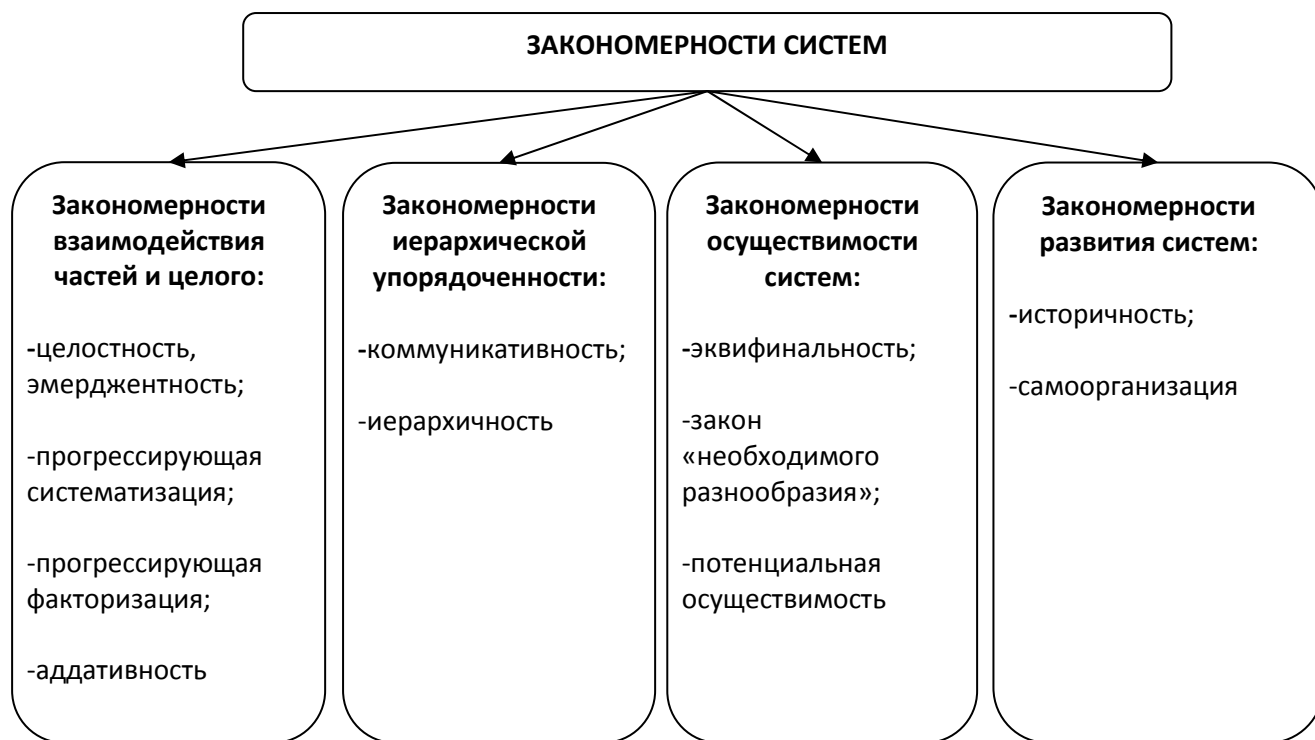 ЗАКОНОМЕРНОСТИ СИСТЕМ
Закономерности
взаимодействия
частей и целого:
-целостность,
эмерджентность;
-прогрессирующая
систематизация;
-прогрессирующая
факторизация;
-аддативность
Закономерности
иерархической
упорядоченности:
-коммуникативность;
-иерархичность
Закономерности
осуществимости
систем:
-эквифинальность;
-закон
«необходимого
разнообразия»;
-потенциальная
осуществимость
Закономерности
развития систем:
-историчность;
-самоорганизация